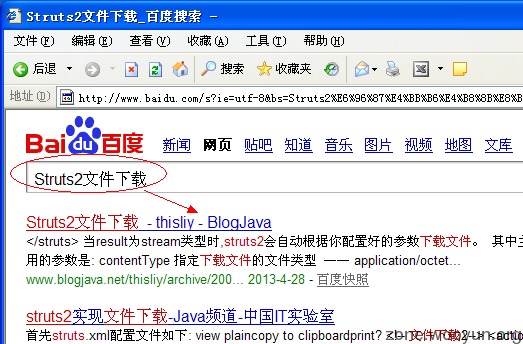 Struts2文件下载_百度搜索 -
文件(F) 编辑(E) 查看(V) 收藏(A) 工具(T) 帮助(H)
后退 搜索 收藏夹
地址(D) http://www.baidu.com/s?ie=utf-8&bs=Struts2%E6%96%87%E4%BB%B6%E4%B8%8B%E8%B
Bai du 百度 新闻 网页 贴吧 知道 音乐 图片 视频 地图 文库
Struts2文件下载
Struts2文件下载 - thisliy - BlogJava
</struts> 当result为stream类型时,struts2会自动根据你配置好的参数下载文件。 其中主
用的参数是: contentType 指定下载文件的文件类型 —— application/octet...
www.blogjava.net/thisliy/archive/200... 2013-4-28 - 百度快照
struts2实现文件下载-Java频道-中国IT实验室
首先struts.xml配置文件如下: view plaincopy to clipboardprint?